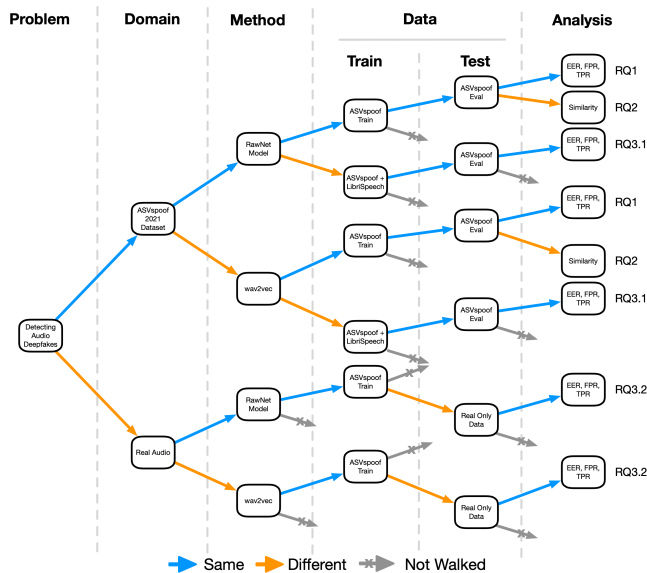 Problem
Domain
Method
Data
Analysis
Train
Test
EER, FPR,
TPR
RQ1
ASVspoof
Eval
Similarity
RQ2
ASVspoof
Train
RawNet
Model
EER, FPR,
TPR
RQ3.1
ASVspoof
Eval
ASVspoof +
LibriSpeech
EER, FPR,
TPR
RQ1
ASVspoof
2021
Dataset
ASVspoof
Eval
ASVspoof
Train
Similarity
RQ2
wav2vec
EER, FPR,
TPR
RQ3.1
ASVspoof
Eval
Detecting
Audio
Deepfakes
ASVspoof +
LibriSpeech
ASVspoof
Train
EER, FPR,
TPR
RQ3.2
RawNet
Model
Real Only
Data
Real Audio
ASVspoof
Train
EER, FPR,
TPR
RQ3.2
wav2vec
Real Only
Data
Same
Different
Not Walked